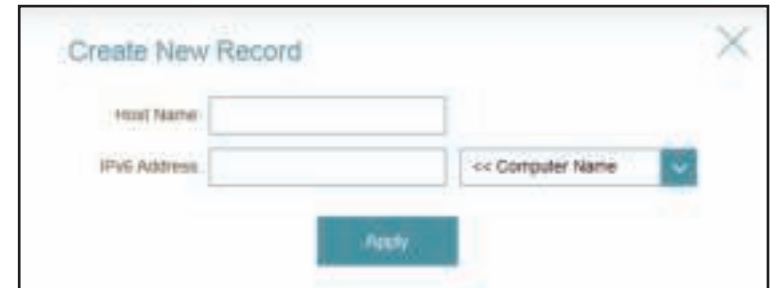 Create New Record
Host Name
IPv6 Address
<< Computer Name
Apply